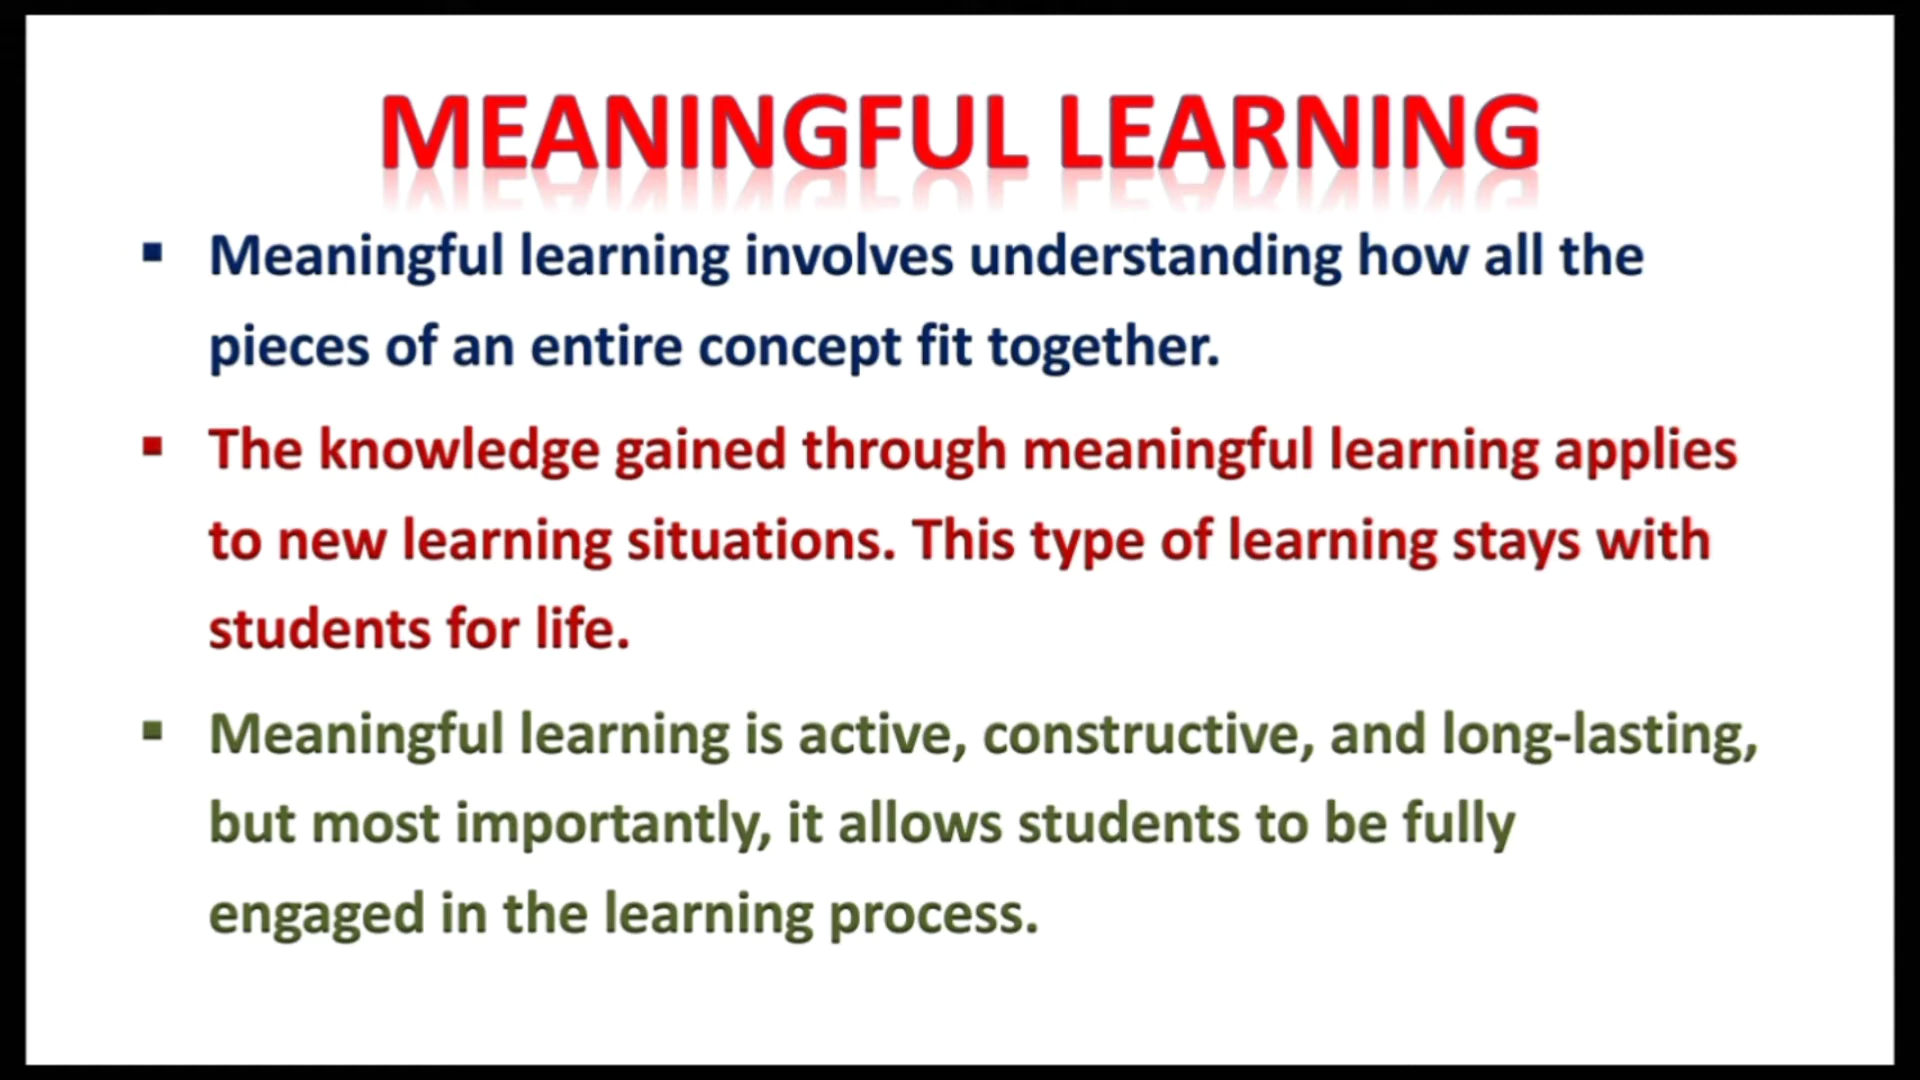 MEANINGFUL LEARNING
▪ Meaningful learning involves understanding how all the
pieces of an entire concept fit together.
▪ The knowledge gained through meaningful learning applies
to new learning situations. This type of learning stays with
students for life.
▪ Meaningful learning is active, constructive, and long-lasting,
but most importantly, it allows students to be fully
engaged in the learning process.